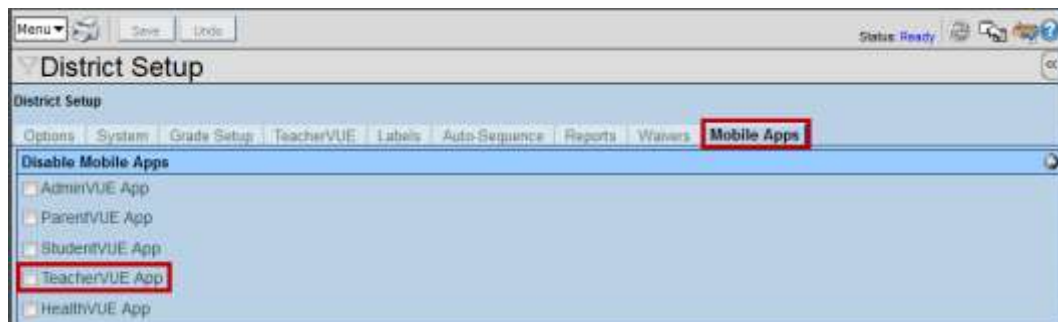 Menu Save Undo Status: Ready
District Setup
District Setup
Options System Grade Setup TeacherVUE Labels Auto-Sequence Reports Waivers Mobile Apps
Disable Mobile Apps
AdminVUE App
ParentVUE App
StudentVUE App
TeacherVUE App
HealthVUE App